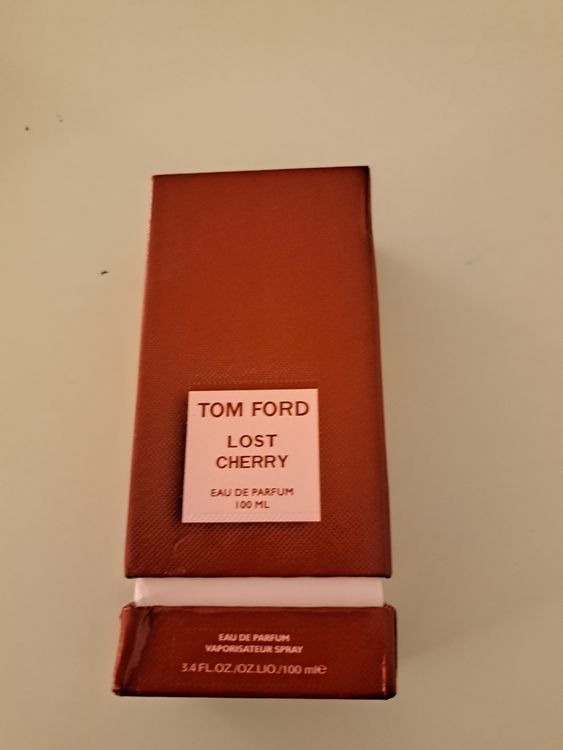 TOM FORD
LOST
CHERRY
EAU DE PARFUM
100 ML
EAU DE PARFUM
VAPORISATEUR SPRAY
3.4 FL.OZ./OZ.LIQ./100 ml℮